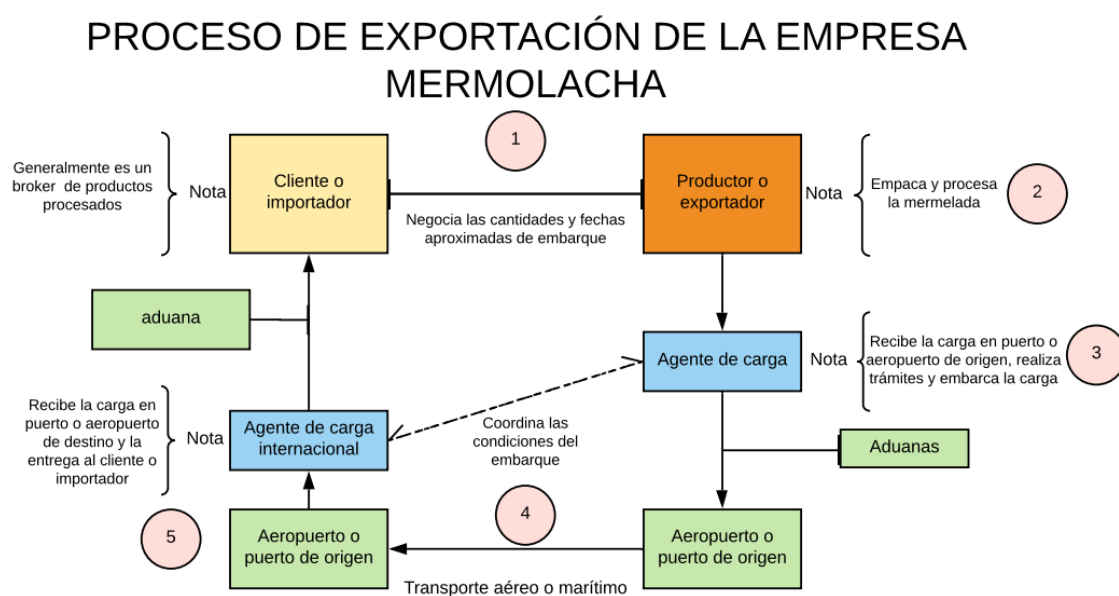 PROCESO DE EXPORTACIÓN DE LA EMPRESA
MERMOLACHA
1
Generalmente es un
broker de productos
procesados
Nota
Cliente o
importador
Negocia las cantidades y fechas
aproximadas de embarque
Productor o
exportador
Nota
Empaca y procesa
la mermelada
2
aduana
Agente de carga
Nota
Recibe la carga en puerto o
aeropuerto de origen, realiza
trámites y embarca la carga
3
Recibe la carga en
puerto o aeropuerto
de destino y la
entrega al cliente o
importador
Nota
Agente de carga
internacional
Coordina las
condiciones del
embarque
Aduanas
5
Aeropuerto o
puerto de origen
4
Transporte aéreo o marítimo
Aeropuerto o
puerto de origen